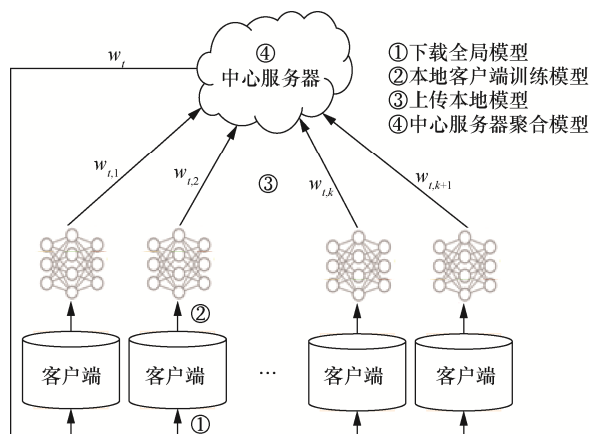 w_t
④
中心服务器
①下载全局模型
②本地客户端训练模型
③上传本地模型
④中心服务器聚合模型
w_{t,1}
w_{t,2}
③
w_{t,k}
w_{t,k+1}
②
客户端
客户端
...
客户端
客户端
①